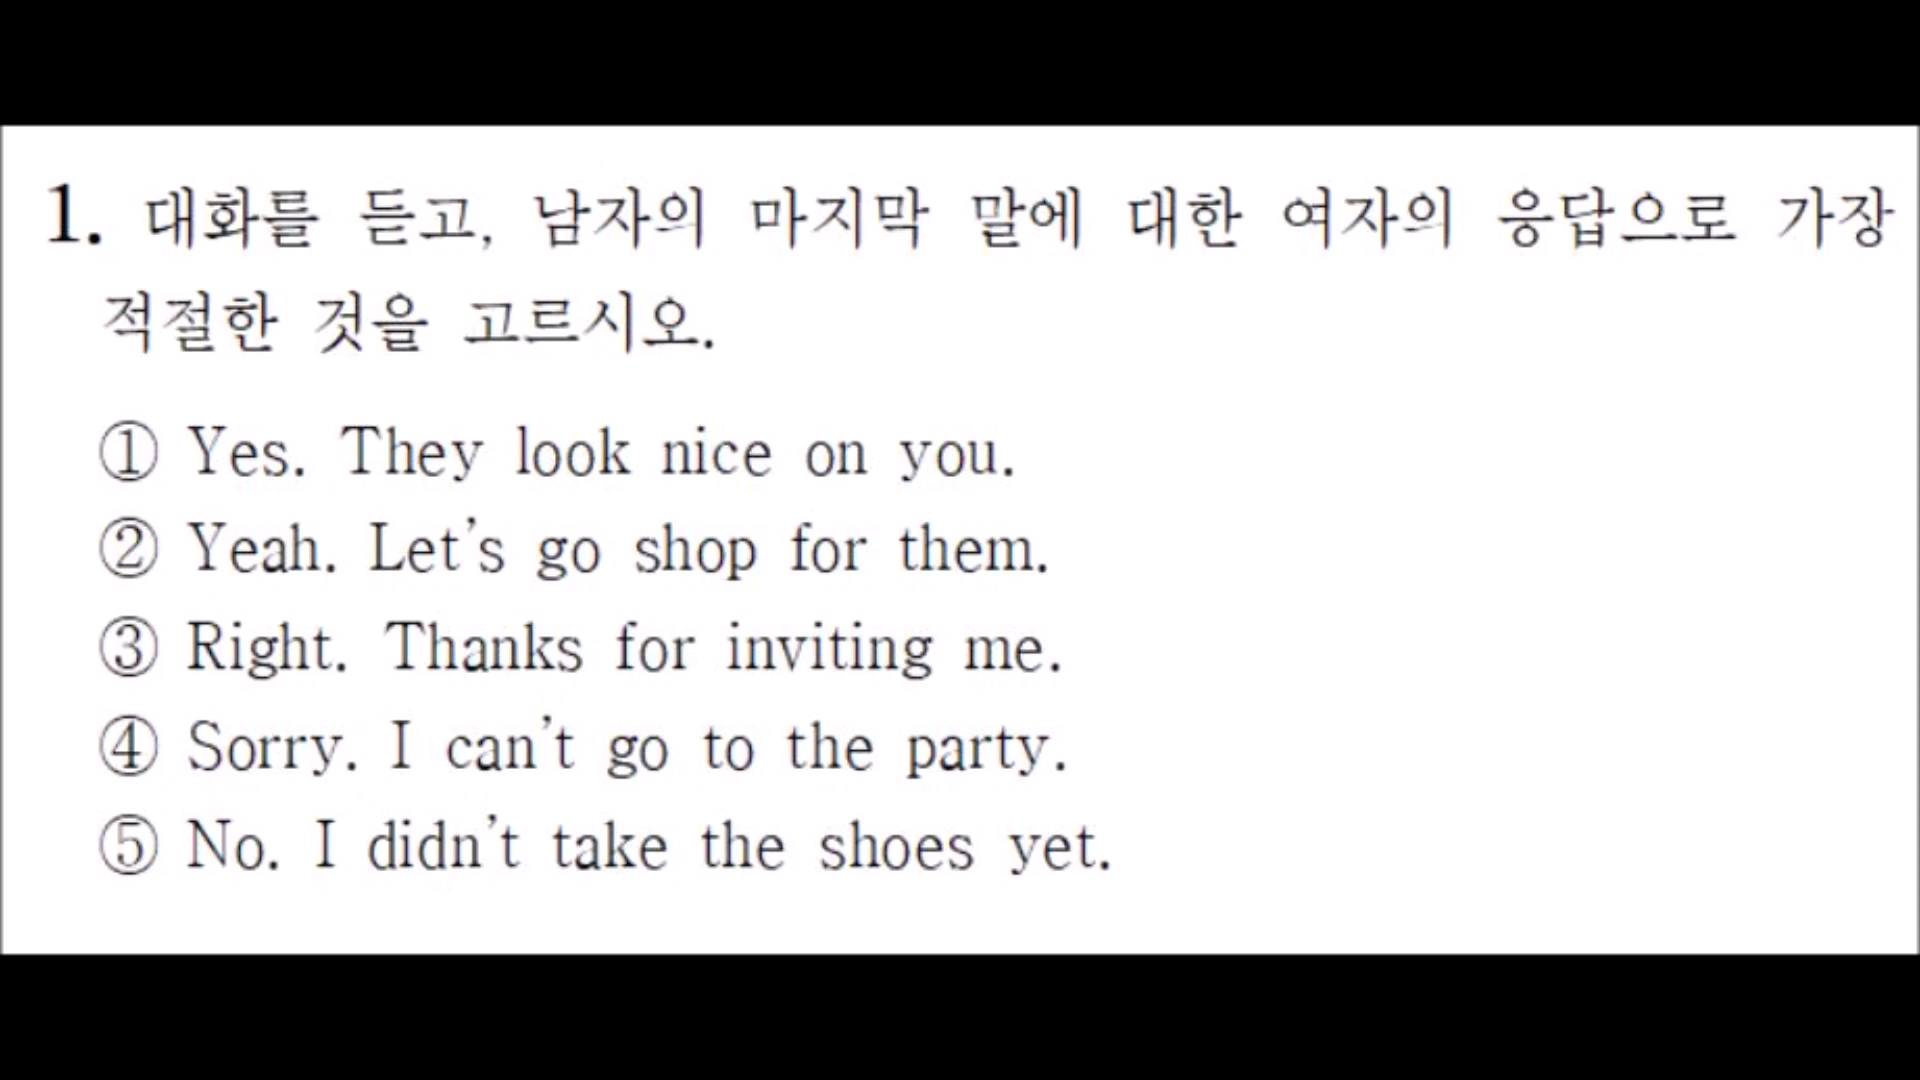 1. 대화를 듣고, 남자의 마지막 말에 대한 여자의 응답으로 가장
적절한 것을 고르시오.
① Yes. They look nice on you.
② Yeah. Let's go shop for them.
③ Right. Thanks for inviting me.
④ Sorry. I can't go to the party.
⑤ No. I didn't take the shoes yet.